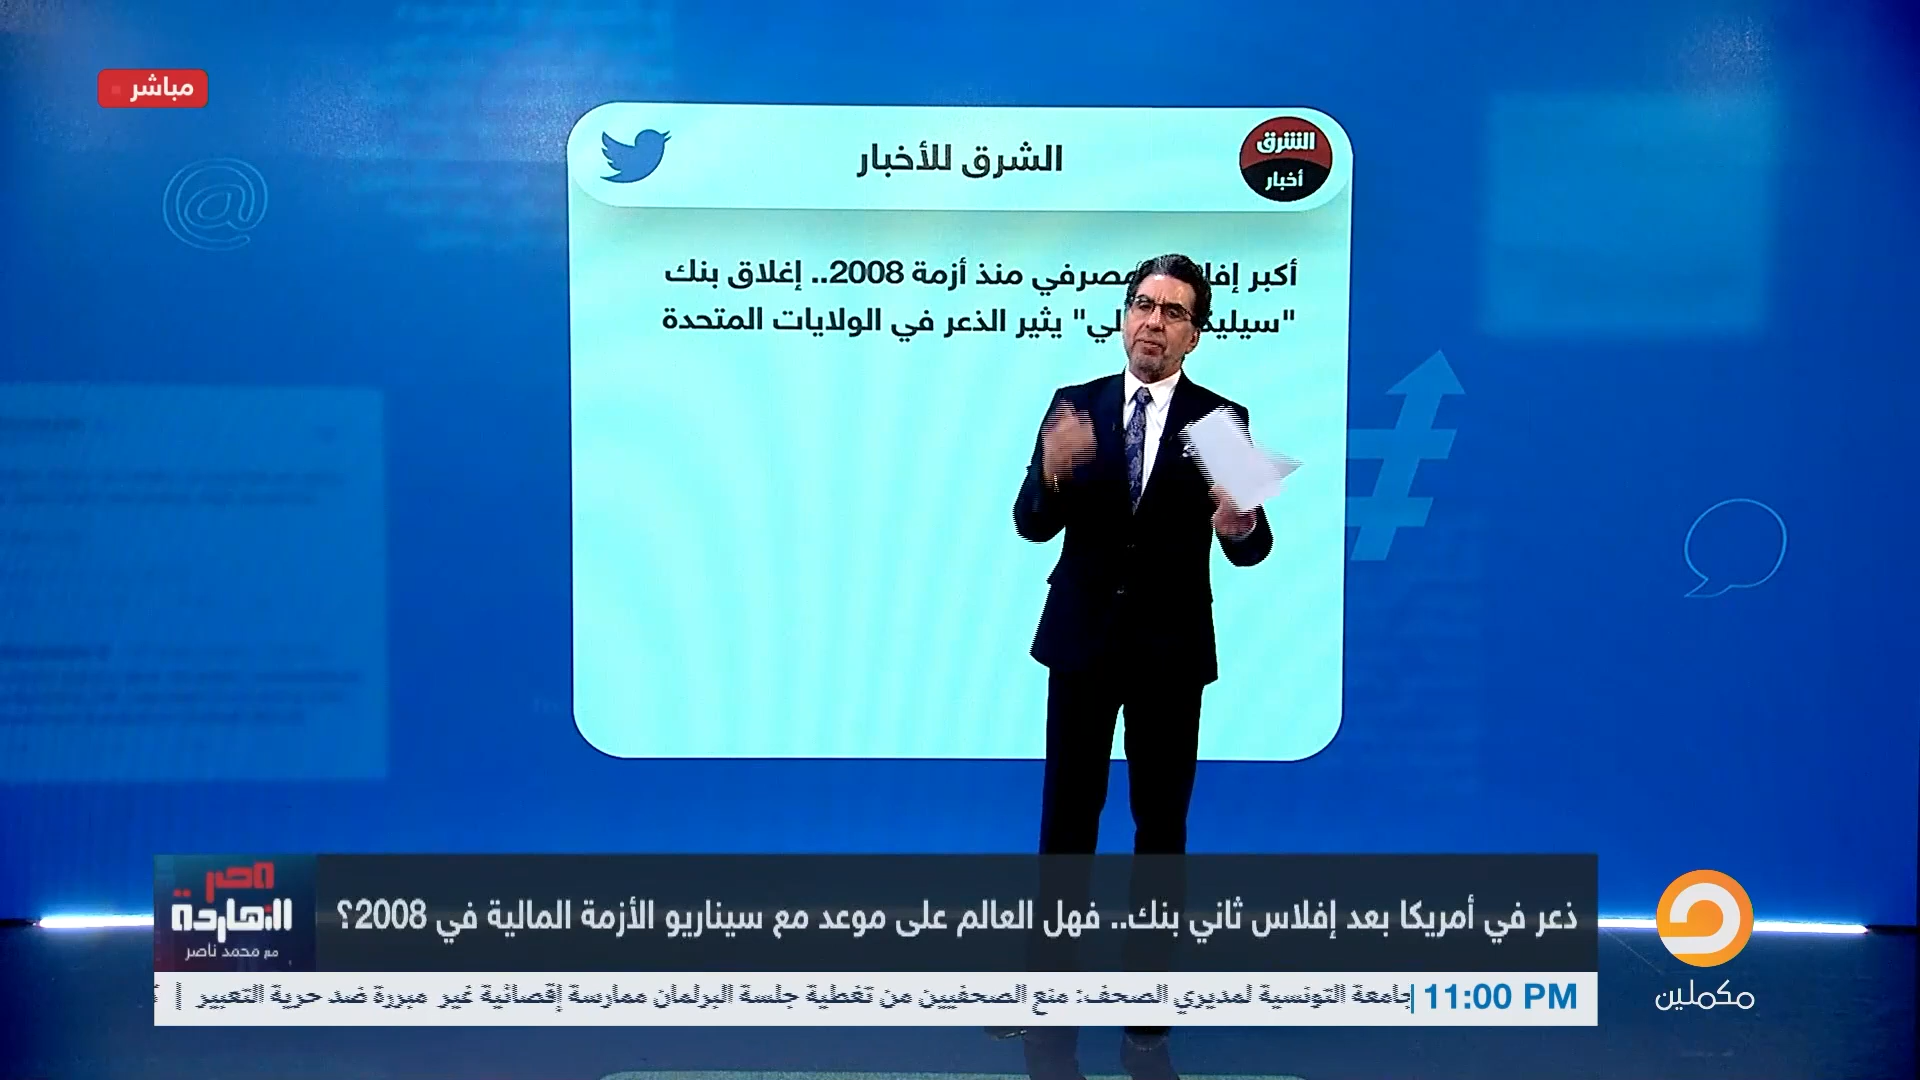 مباشر
الشرق للأخبار
الشرق
أخبار
أكبر مصرفي منذ أزمة 2008.. إغلاق بنك
يثير الذعر في الولايات المتحدة
مصر
النهاردة
مع محمد ناصر
ذعر في أمريكا بعد إفلاس ثاني بنك.. فهل العالم على موعد مع سيناريو الأزمة المالية في 2008؟
11:00 PM
جامعة التونسية لمديري الصحف: منع الصحفيين من تغطية جلسة البرلمان ممارسة إقصائية غير مبررة ضد حرية التعبير |
مكملين